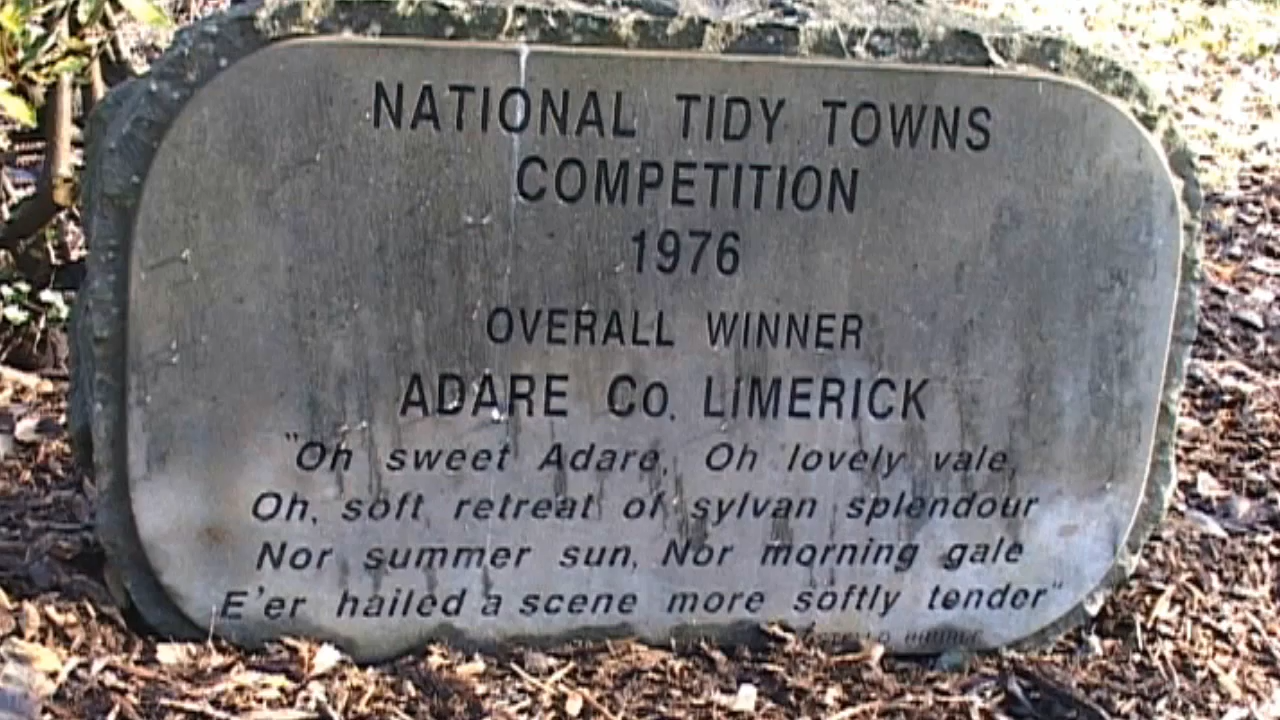 NATIONAL TIDY TOWNS
COMPETITION
1976
OVERALL WINNER
ADARE Co. LIMERICK
"Oh sweet Adare, Oh lovely vale,
Oh, soft retreat of sylvan splendour
Nor summer sun, Nor morning gale
E'er hailed a scene more softly tender"